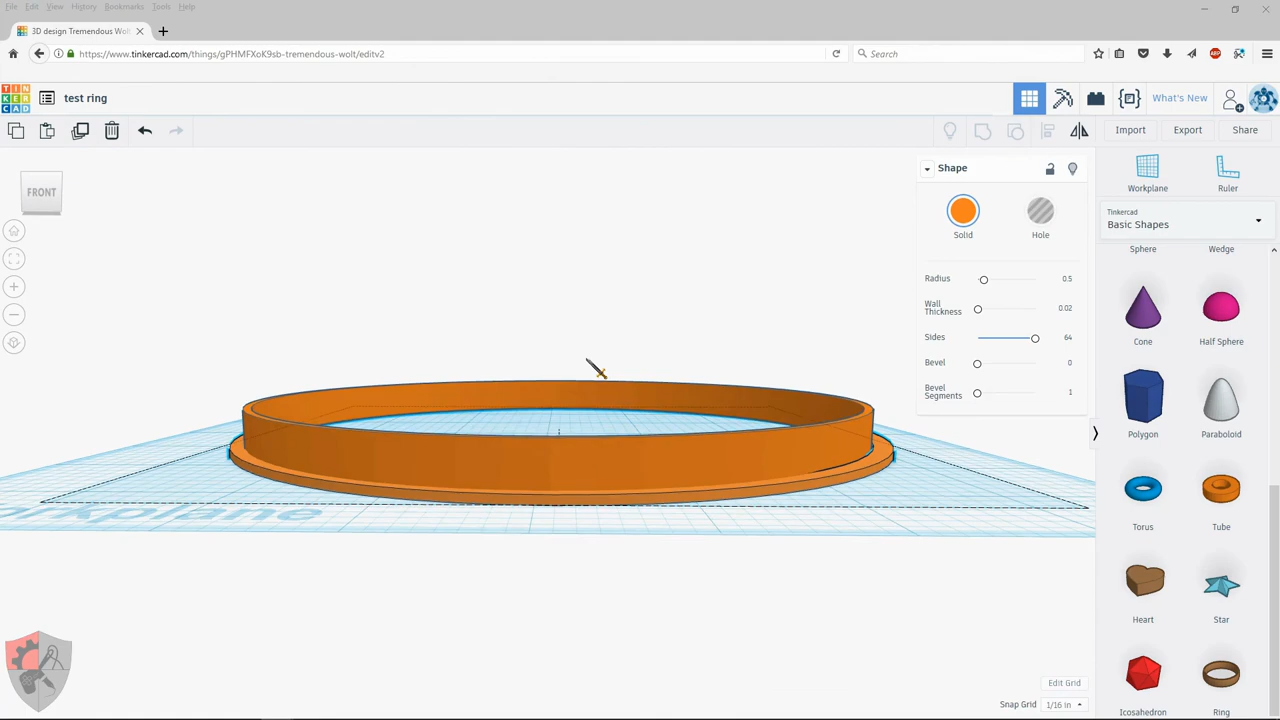 File Edit View History Bookmarks Tools Help
3D design Tremendous Wolt
https://www.tinkercad.com/things/gPHMFXoK9sb-tremendous-wolt/editv2
Search
ABP
TIN
KER
CAD
test ring
What's New
Import Export Share
FRONT
Shape
Solid Hole
Radius 0.5
Wall
Thickness 0.02
Sides 64
Bevel 0
Bevel
Segments 1
Workplane Ruler
Tinkercad
Basic Shapes
Sphere Wedge
Cone Half Sphere
Polygon Paraboloid
Torus Tube
Heart Star
Icosahedron Ring
Edit Grid
Snap Grid 1/16 in